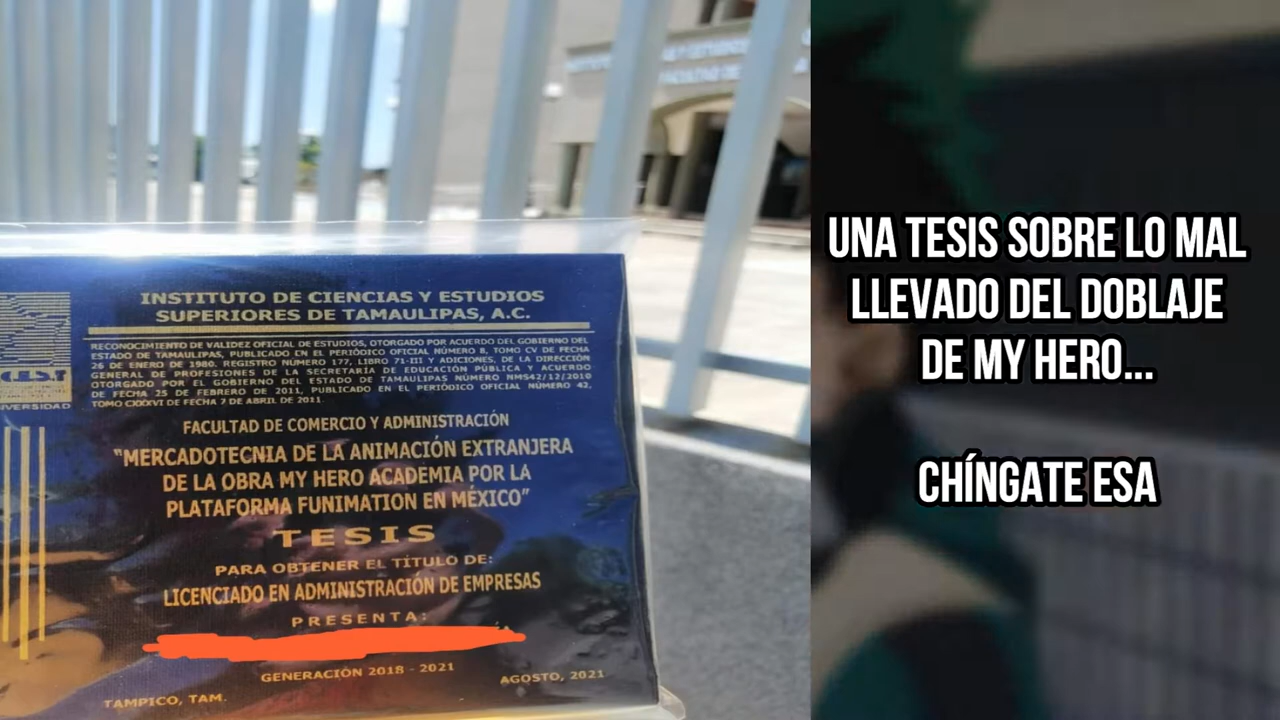 INSTITUTO DE CIENCIAS Y ESTUDIOS
SUPERIORES DE TAMAULIPAS, A.C.
RECONOCIMIENTO DE VALIDEZ OFICIAL DE ESTUDIOS, OTORGADO POR ACUERDO DEL GOBIERNO DEL
ESTADO DE TAMAULIPAS, PUBLICADO EN EL PERIÓDICO OFICIAL NÚMERO 8, TOMO CV DE FECHA
26 DE ENERO DE 1980. REGISTRO NÚMERO 177, LIBRO 71-III Y ADICIONES, DE LA DIRECCIÓN
GENERAL DE PROFESIONES DE LA SECRETARÍA DE EDUCACIÓN PÚBLICA Y ACUERDO
OTORGADO POR EL GOBIERNO DEL ESTADO DE TAMAULIPAS NÚMERO NMS42/12/2010
DE FECHA 25 DE FEBRERO DE 2011, PUBLICADO EN EL PERIÓDICO OFICIAL NÚMERO 42,
TOMO CXXXVI DE FECHA 7 DE ABRIL DE 2011.
FACULTAD DE COMERCIO Y ADMINISTRACIÓN
"MERCADOTECNIA DE LA ANIMACIÓN EXTRANJERA
DE LA OBRA MY HERO ACADEMIA POR LA
PLATAFORMA FUNIMATION EN MÉXICO"
TESIS
PARA OBTENER EL TÍTULO DE:
LICENCIADO EN ADMINISTRACIÓN DE EMPRESAS
PRESENTA:
GENERACIÓN 2018 - 2021
AGOSTO, 2021
TAMPICO, TAM.
UNA TESIS SOBRE LO MAL
LLEVADO DEL DOBLAJE
DE MY HERO...
CHÍNGATE ESA